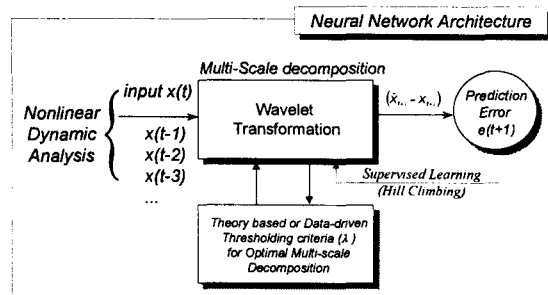 Neural Network Architecture
Multi-Scale decomposition
Nonlinear
Dynamic
Analysis
input x(t)
x(t-1)
x(t-2)
x(t-3)
...
Wavelet
Transformation
Prediction
Error
e(t+1)
Supervised Learning
(Hill Climbing)
Theory based or Data-driven
Thresholding criteria (λ)
for Optimal Multi-scale
Decomposition